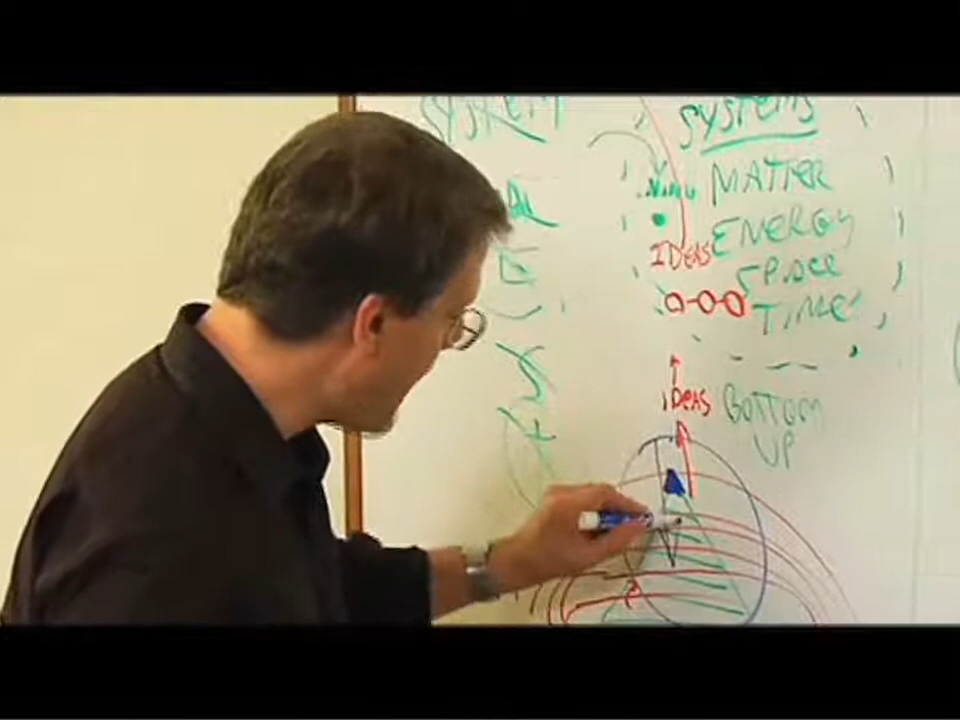 SYSTEM
SYSTEMS
MATTER
ENERGY
IDEAS
SPACE
TIME
IDEAS
BOTTOM
UP